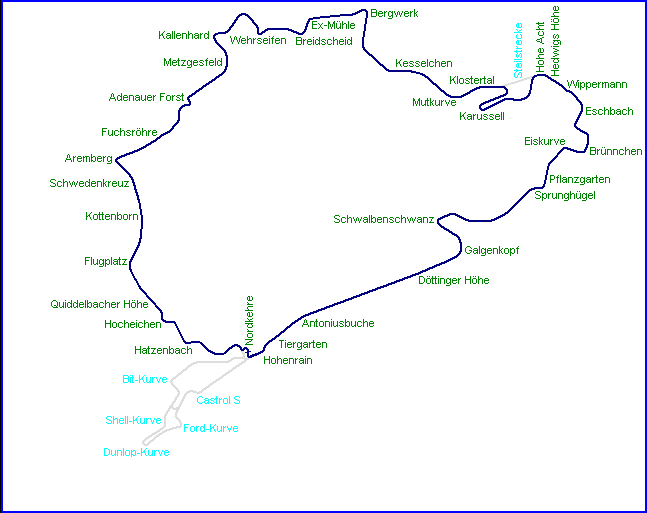 Bergwerk
Ex-Mühle
Kallenhard
Wehrseifen
Breidscheid
Steilstrecke
Hohe Acht
Hedwigs Höhe
Metzgesfeld
Kesselchen
Klostertal
Wippermann
Adenauer Forst
Mutkurve
Karussell
Eschbach
Fuchsröhre
Eiskurve
Brünnchen
Aremberg
Schwedenkreuz
Pflanzgarten
Sprunghügel
Kottenborn
Schwalbenschwanz
Galgenkopf
Flugplatz
Döttinger Höhe
Quiddelbacher Höhe
Nordkehre
Hocheichen
Antoniusbuche
Hatzenbach
Tiergarten
Hohenrain
Bit-Kurve
Castrol S
Shell-Kurve
Ford-Kurve
Dunlop-Kurve